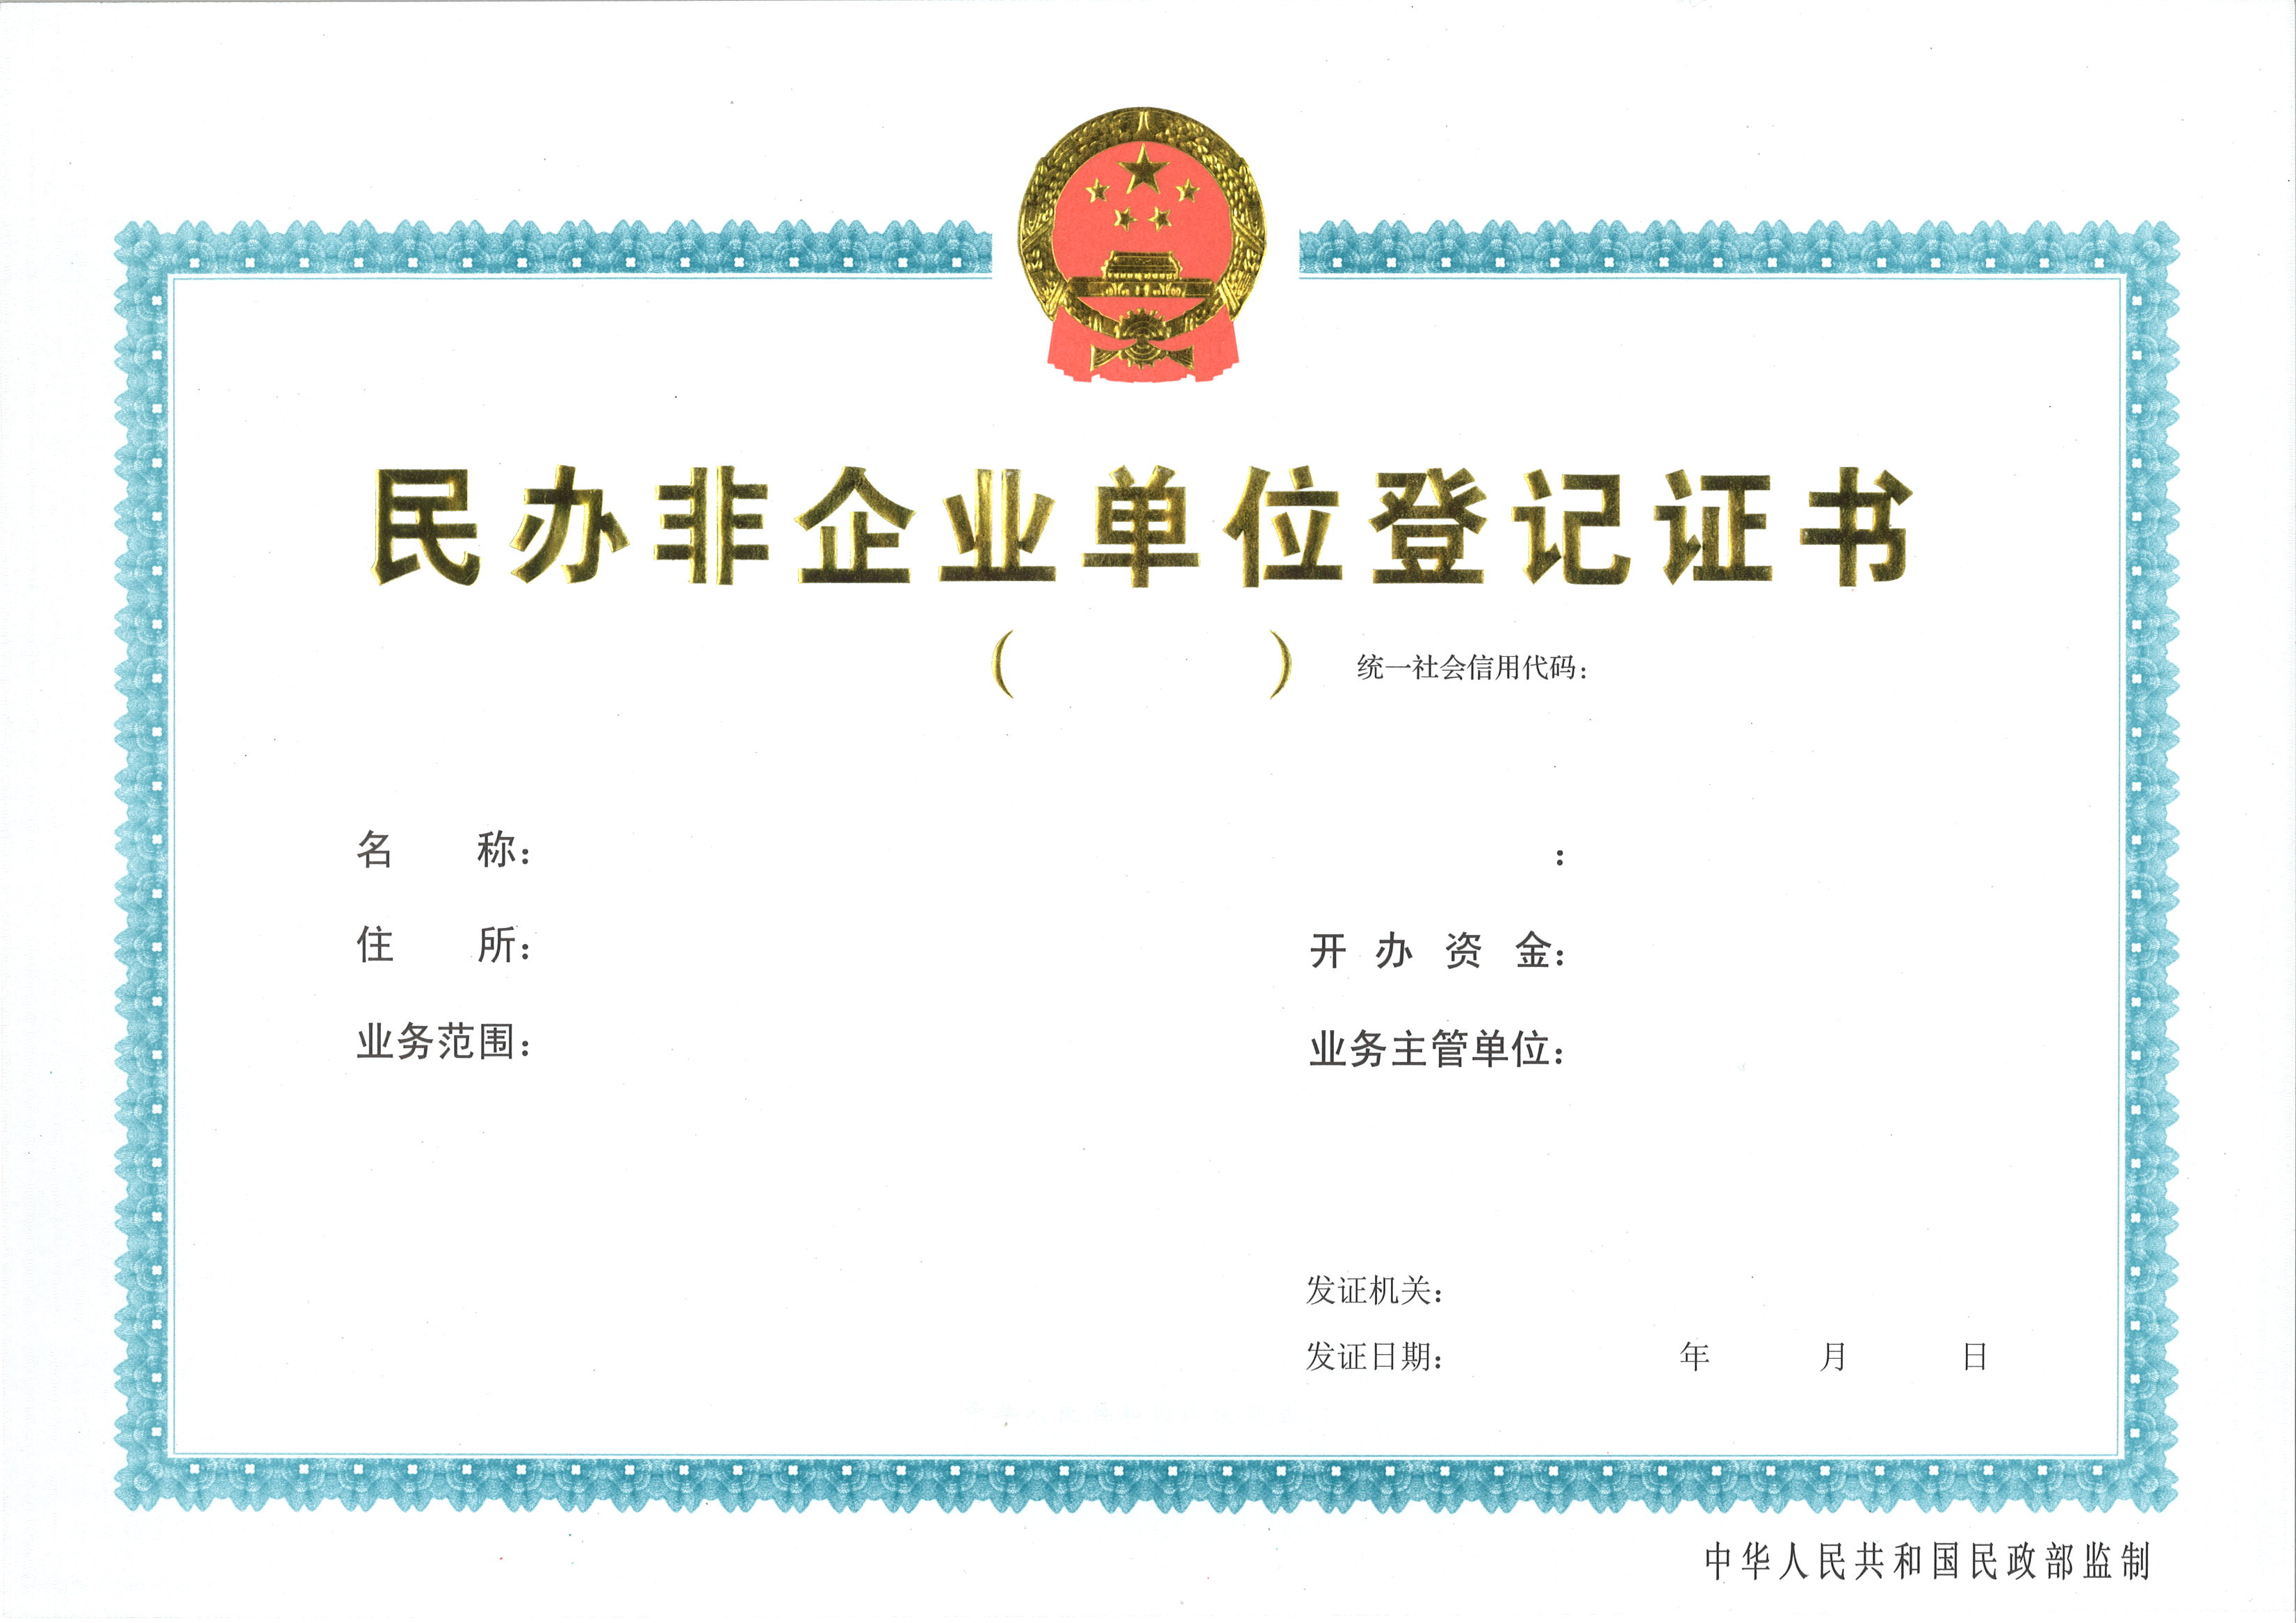 民办非企业单位登记证书
（ ） 统一社会信用代码：
名 称： ：
住 所： 开 办 资 金：
业务范围： 业务主管单位：
发证机关：
发证日期： 年 月 日
中华人民共和国民政部监制